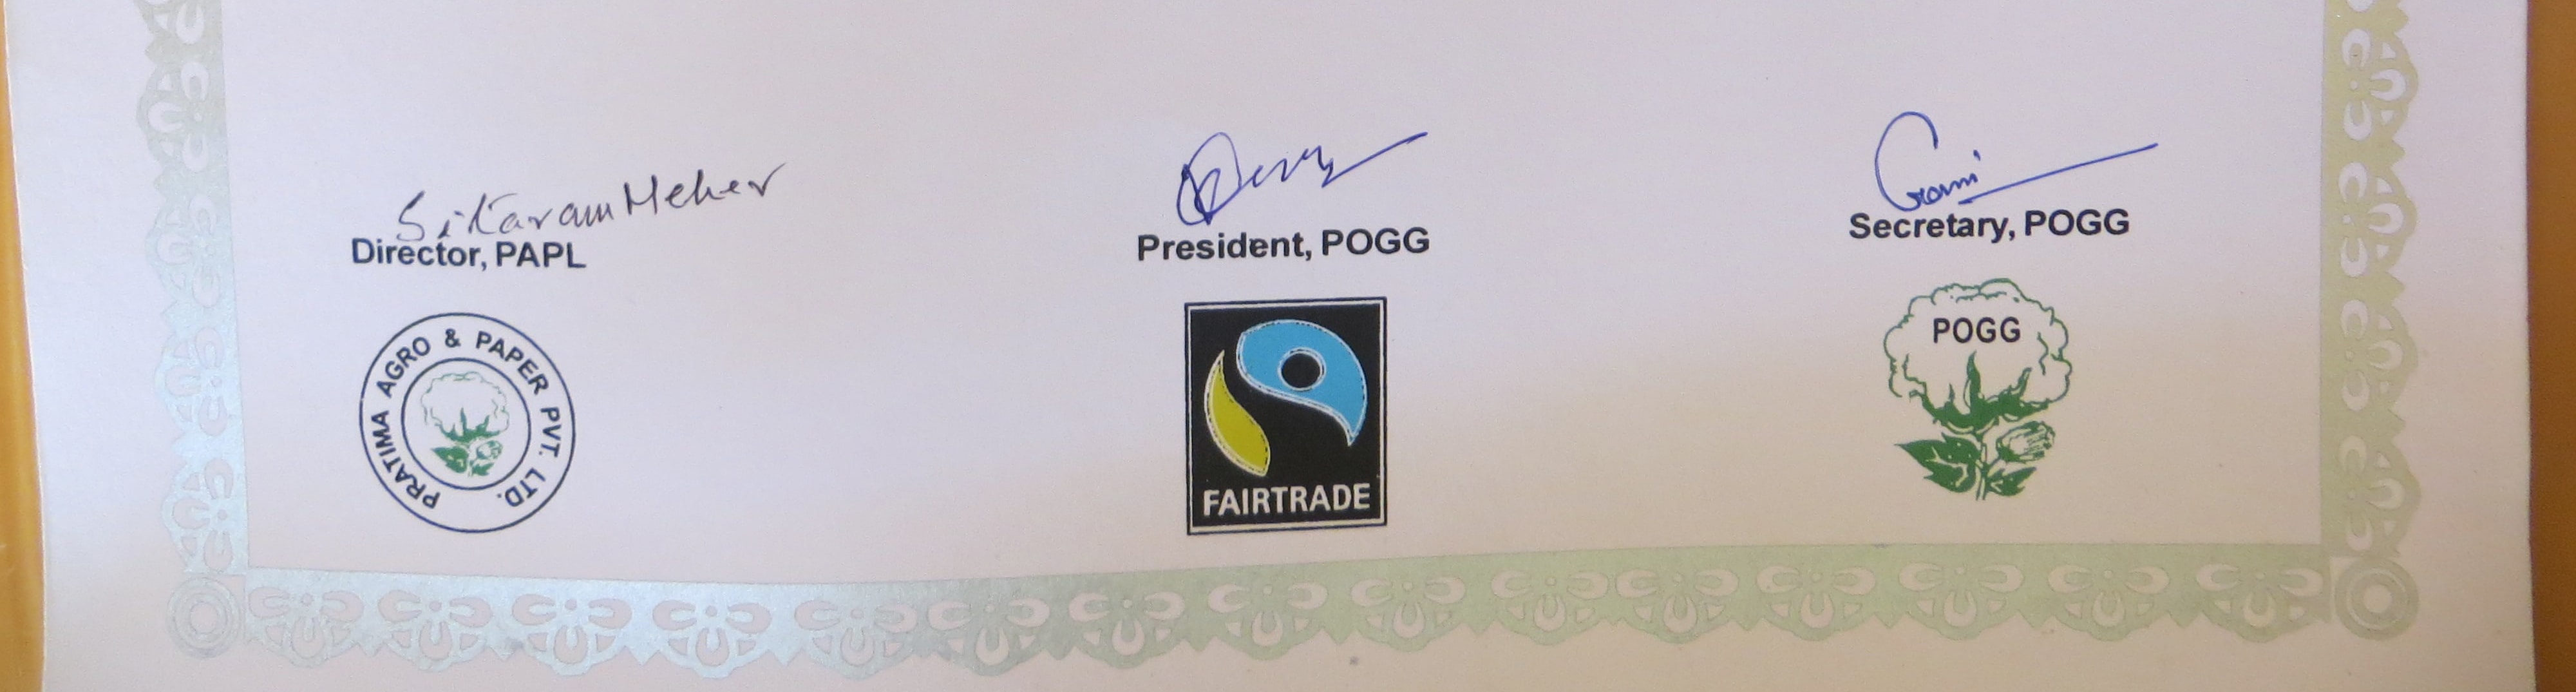 Sitaram Meher
Director, PAPL
President, POGG
Secretary, POGG
PRATIMA AGRO & PAPER PVT. LTD.
FAIRTRADE
POGG